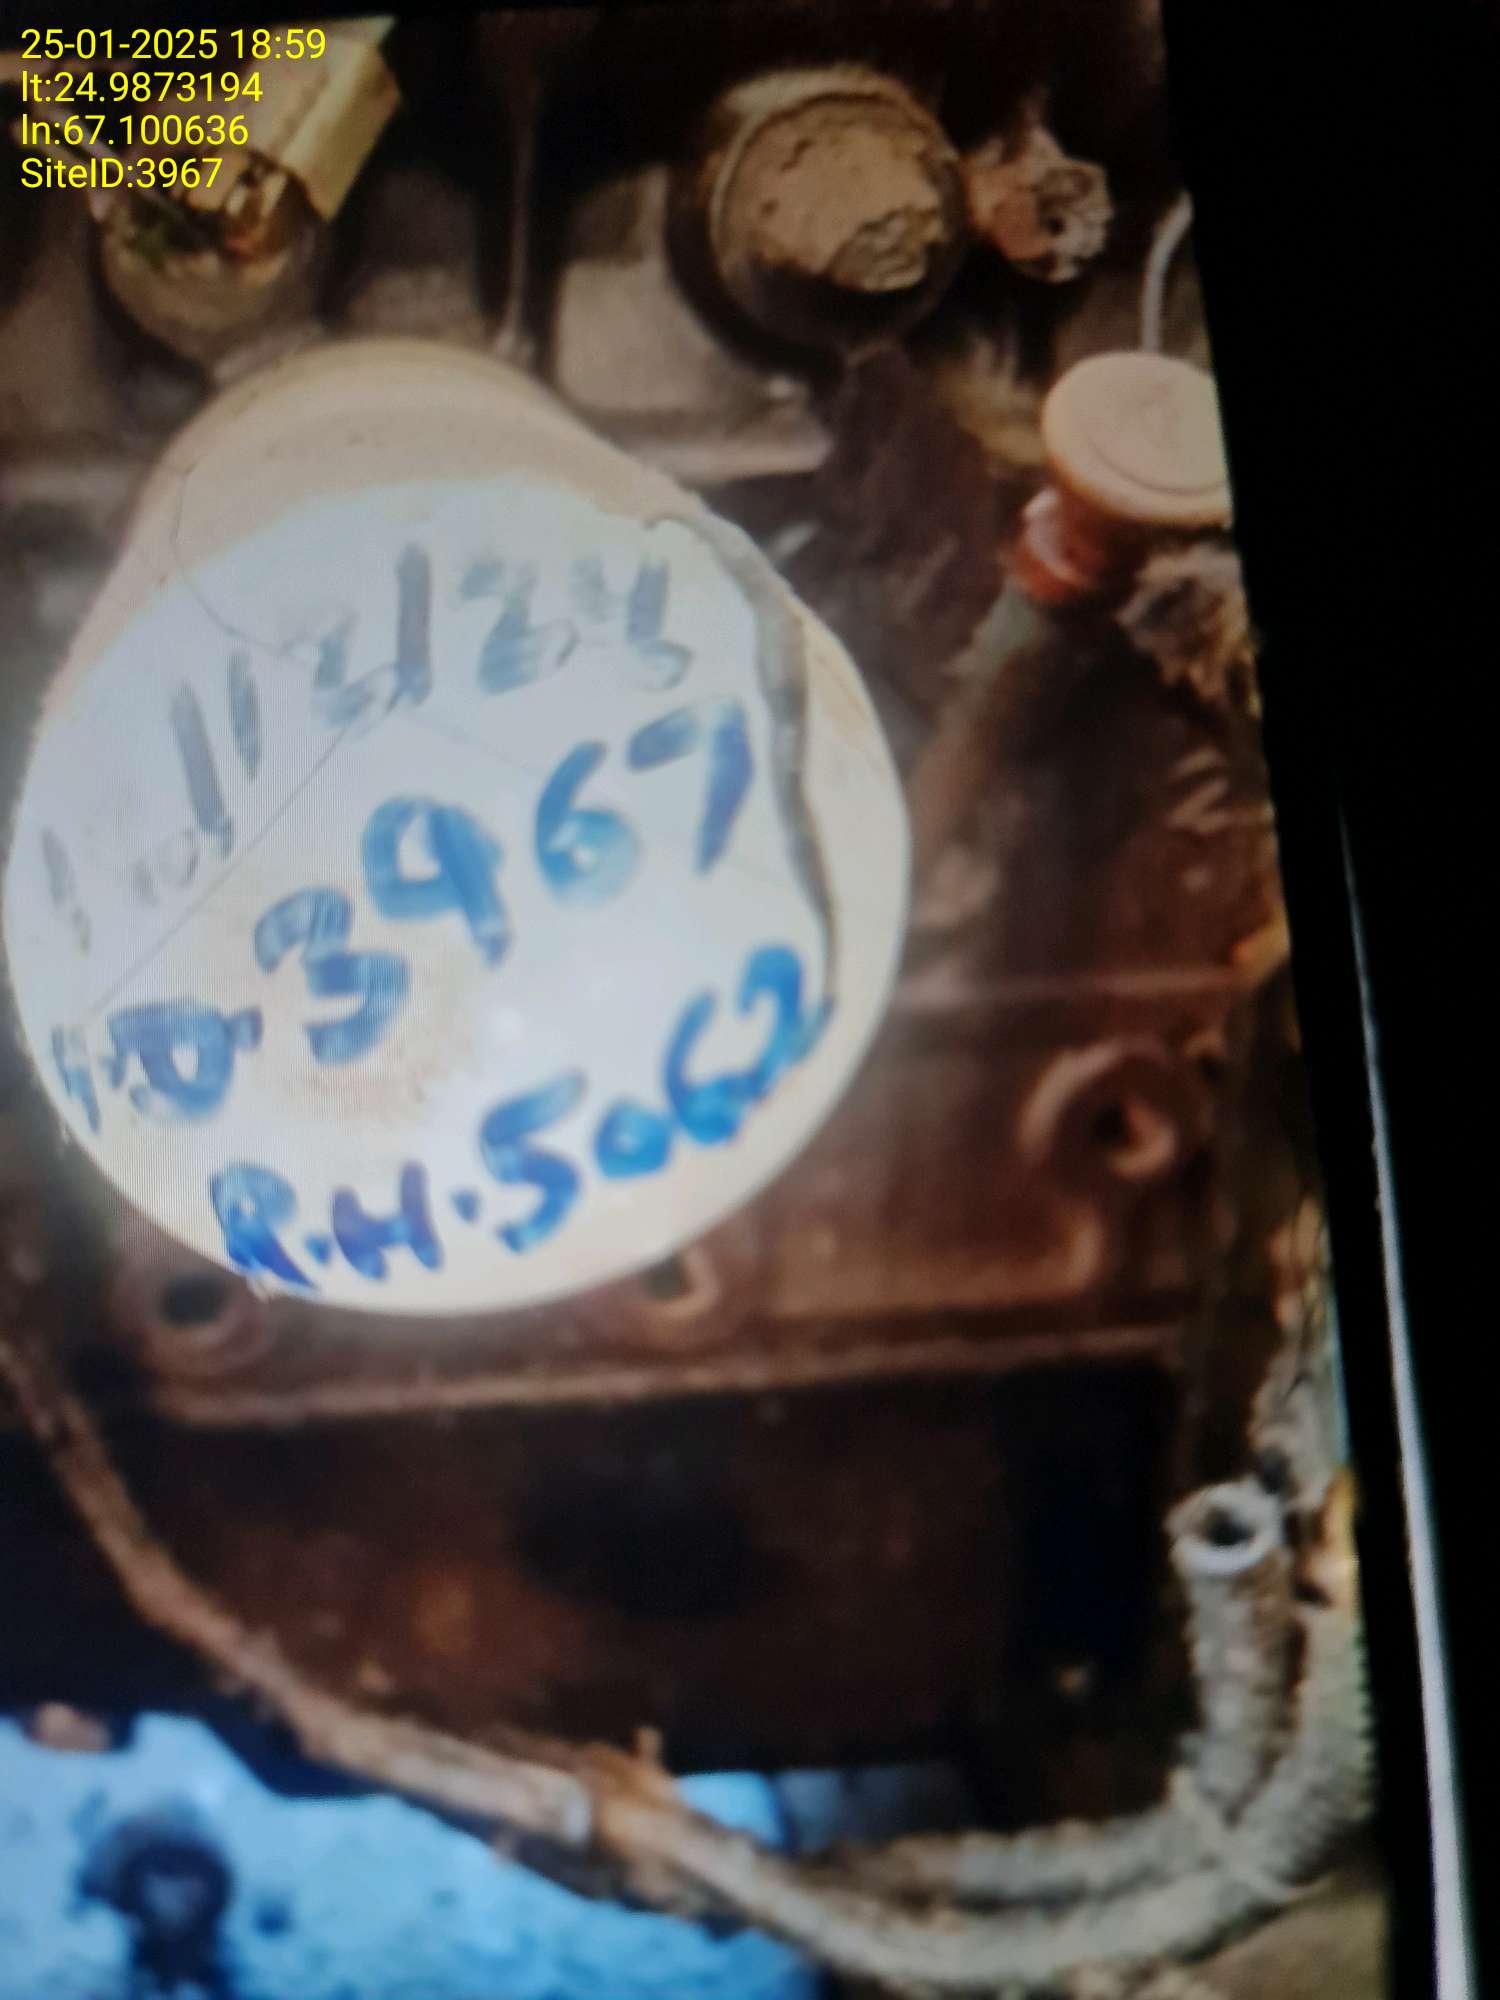 25-01-2025 18:59
lt:24.9873194
ln:67.100636
SiteID:3967
3967
R.H.5062